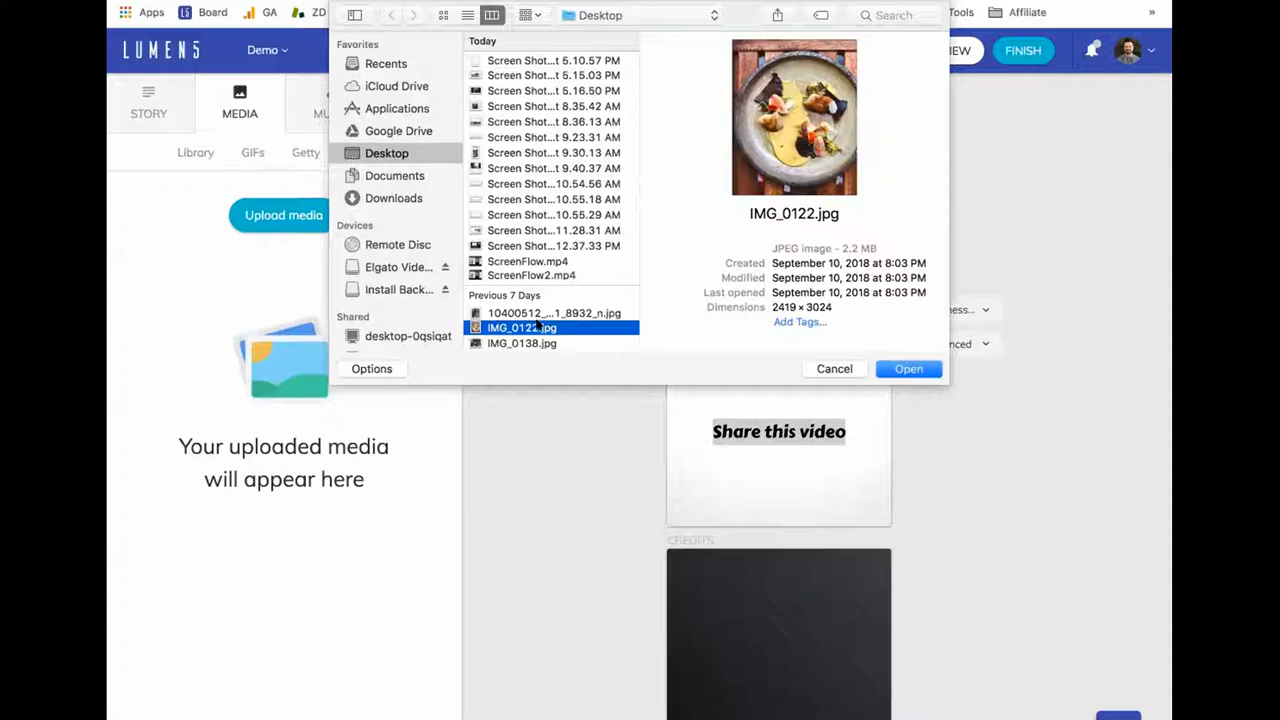 Apps
Board
GA
ZD
Desktop
Search
Tools
Affiliate
»
LUMEN5
Demo
FINISH
STORY
MEDIA
Library
GIFs
Getty
Upload media
Your uploaded media
will appear here
Favorites
Recents
iCloud Drive
Applications
Google Drive
Desktop
Documents
Downloads
Devices
Remote Disc
Elgato Vide...
Install Back...
Shared
desktop-0qsiqat
Today
Screen Shot...t 5.10.57 PM
Screen Shot...t 5.15.03 PM
Screen Shot...t 5.16.50 PM
Screen Shot...t 8.35.42 AM
Screen Shot...t 8.36.13 AM
Screen Shot...t 9.23.31 AM
Screen Shot...t 9.30.13 AM
Screen Shot...t 9.40.37 AM
Screen Shot...10.54.56 AM
Screen Shot...10.55.18 AM
Screen Shot...10.55.29 AM
Screen Shot...11.28.31 AM
Screen Shot...12.37.33 PM
ScreenFlow.mp4
ScreenFlow2.mp4
Previous 7 Days
10400512_...1_8932_n.jpg
IMG_0122.jpg
IMG_0138.jpg
IMG_0122.jpg
JPEG image - 2.2 MB
Created September 10, 2018 at 8:03 PM
Modified September 10, 2018 at 8:03 PM
Last opened September 10, 2018 at 8:03 PM
Dimensions 2419 × 3024
Add Tags...
Options
Cancel
Open
Share this video
CREDITS